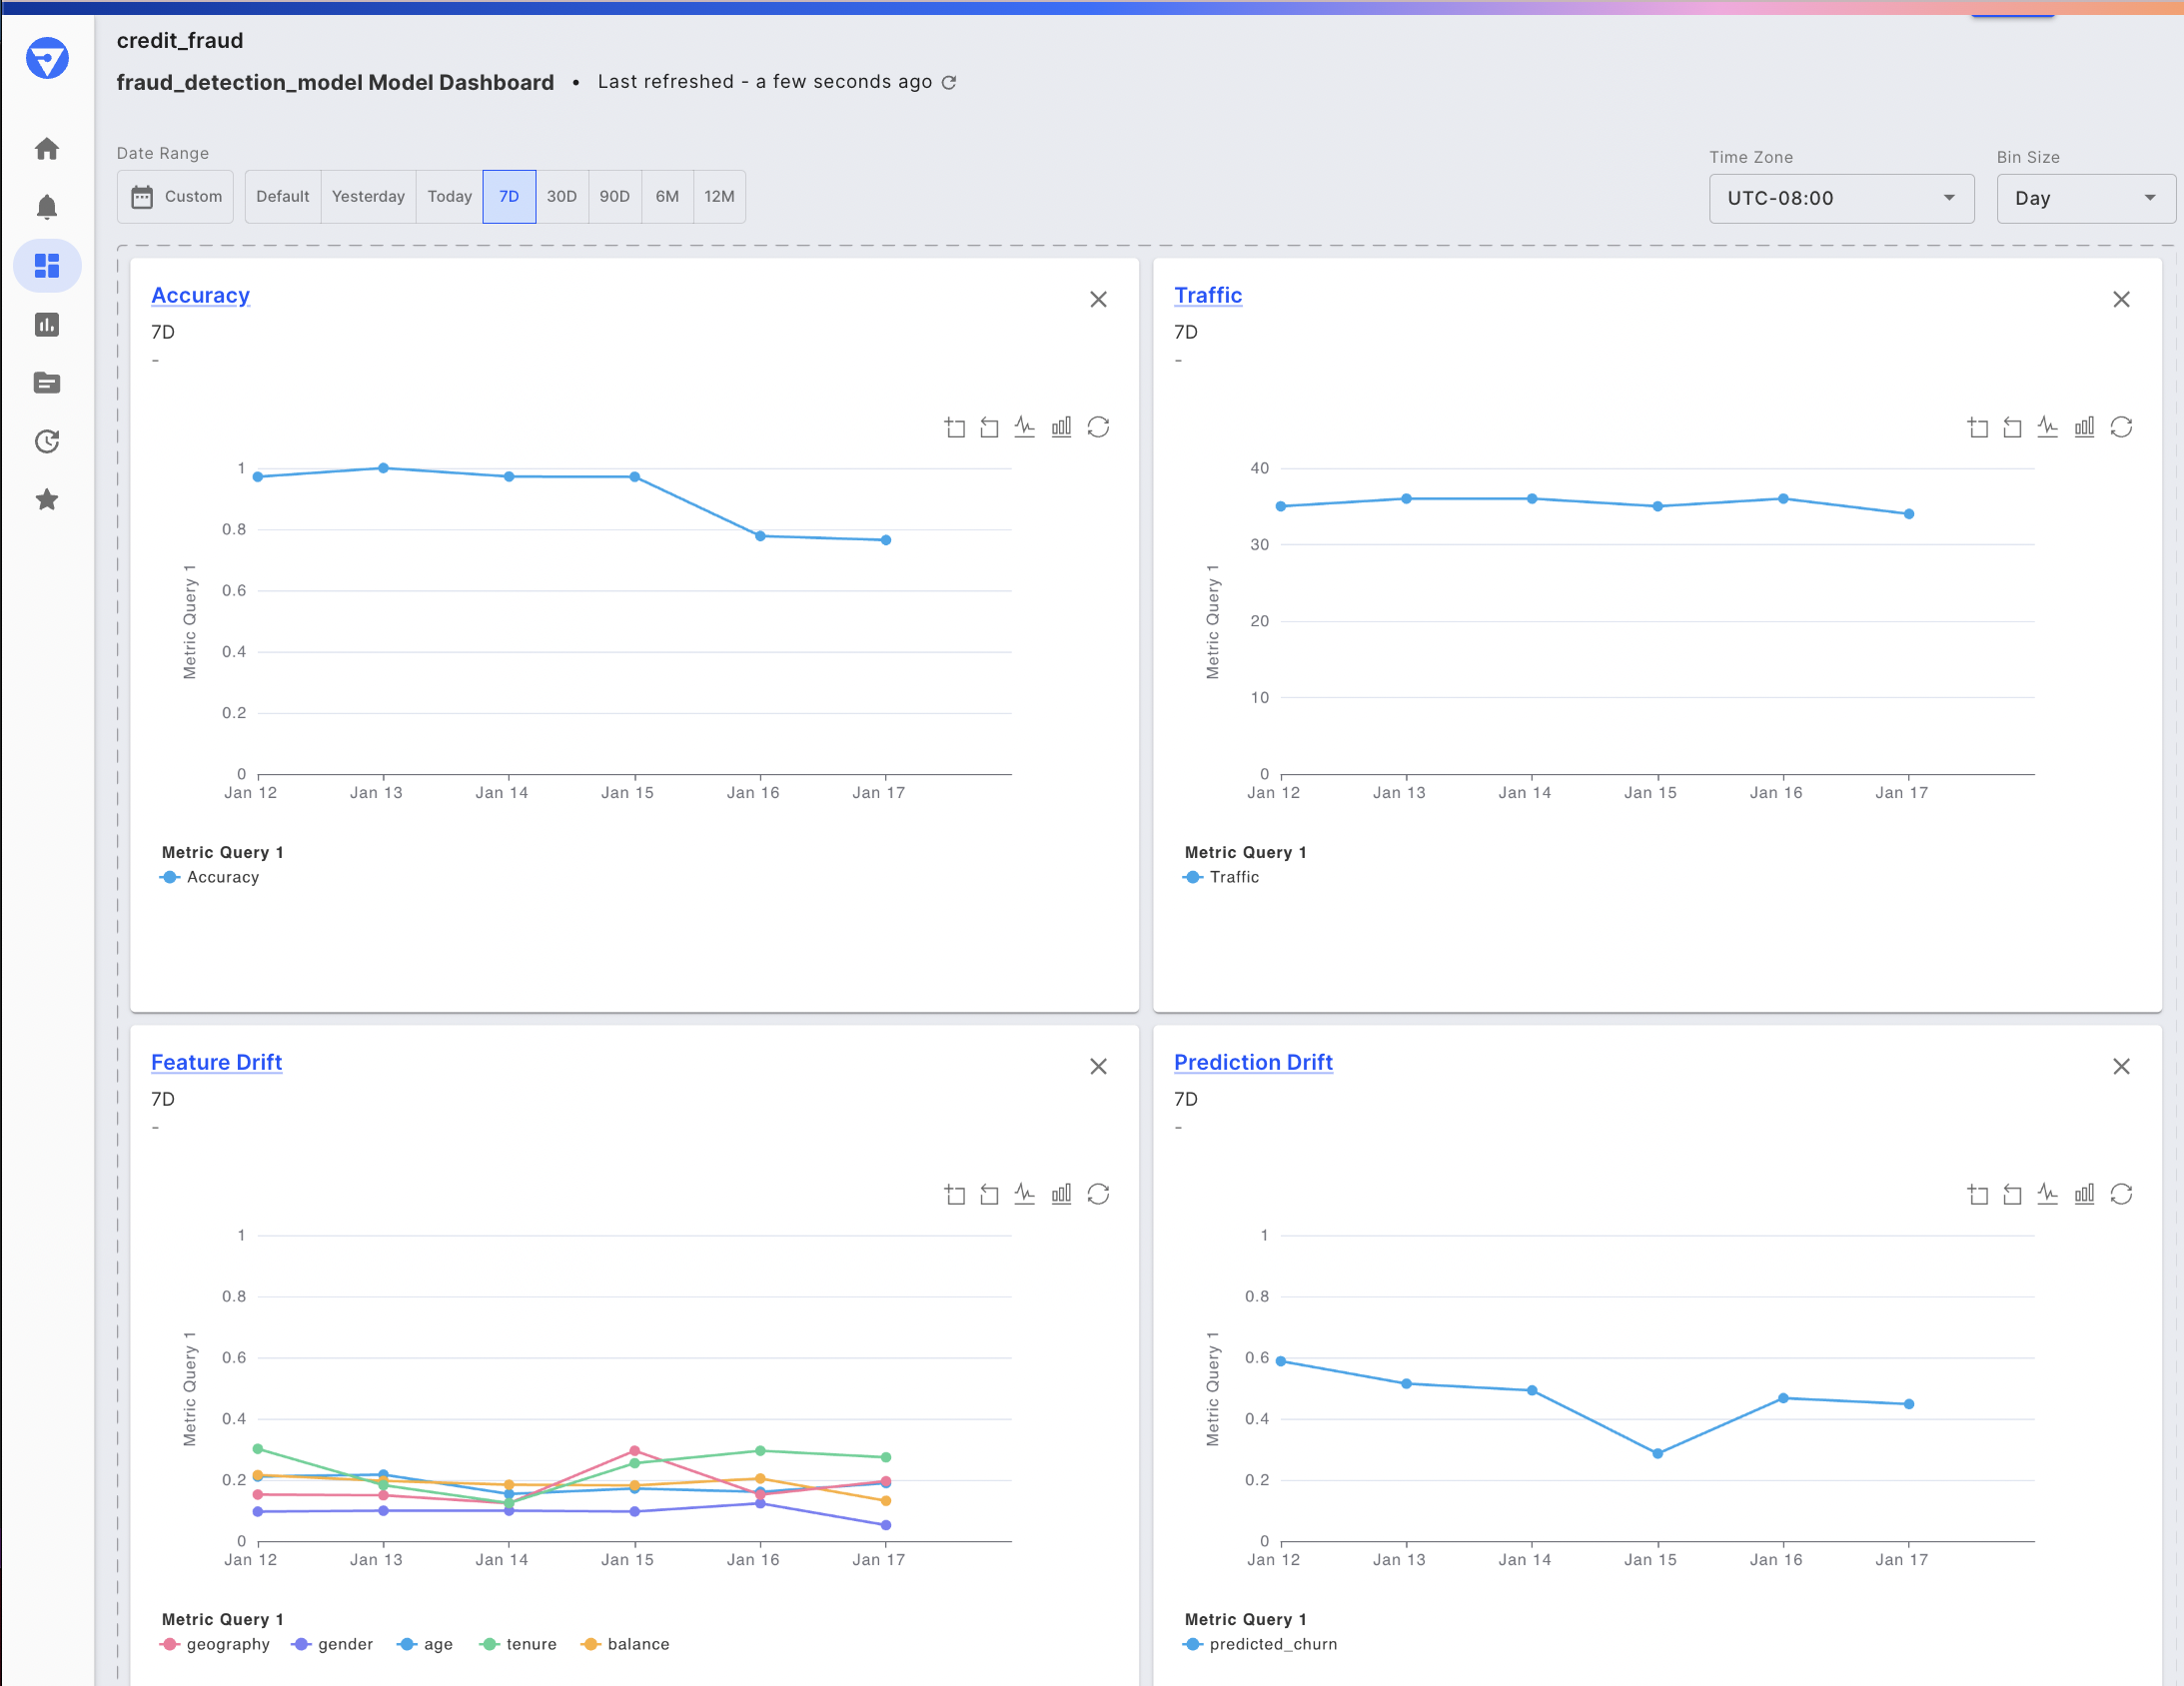 credit_fraud
fraud_detection_model Model Dashboard • Last refreshed - a few seconds ago
Date Range
Time Zone
Bin Size
Custom
Default Yesterday Today 7D 30D 90D 6M 12M
UTC-08:00
Day
Accuracy
7D
-
1
0.8
0.6
0.4
0.2
0
Metric Query 1
Jan 12 Jan 13 Jan 14 Jan 15 Jan 16 Jan 17
Metric Query 1
Accuracy
Traffic
7D
-
40
30
20
10
0
Metric Query 1
Jan 12 Jan 13 Jan 14 Jan 15 Jan 16 Jan 17
Metric Query 1
Traffic
Feature Drift
7D
-
1
0.8
0.6
0.4
0.2
0
Metric Query 1
Jan 12 Jan 13 Jan 14 Jan 15 Jan 16 Jan 17
Metric Query 1
geography gender age tenure balance
Prediction Drift
7D
-
1
0.8
0.6
0.4
0.2
0
Metric Query 1
Jan 12 Jan 13 Jan 14 Jan 15 Jan 16 Jan 17
Metric Query 1
predicted_churn